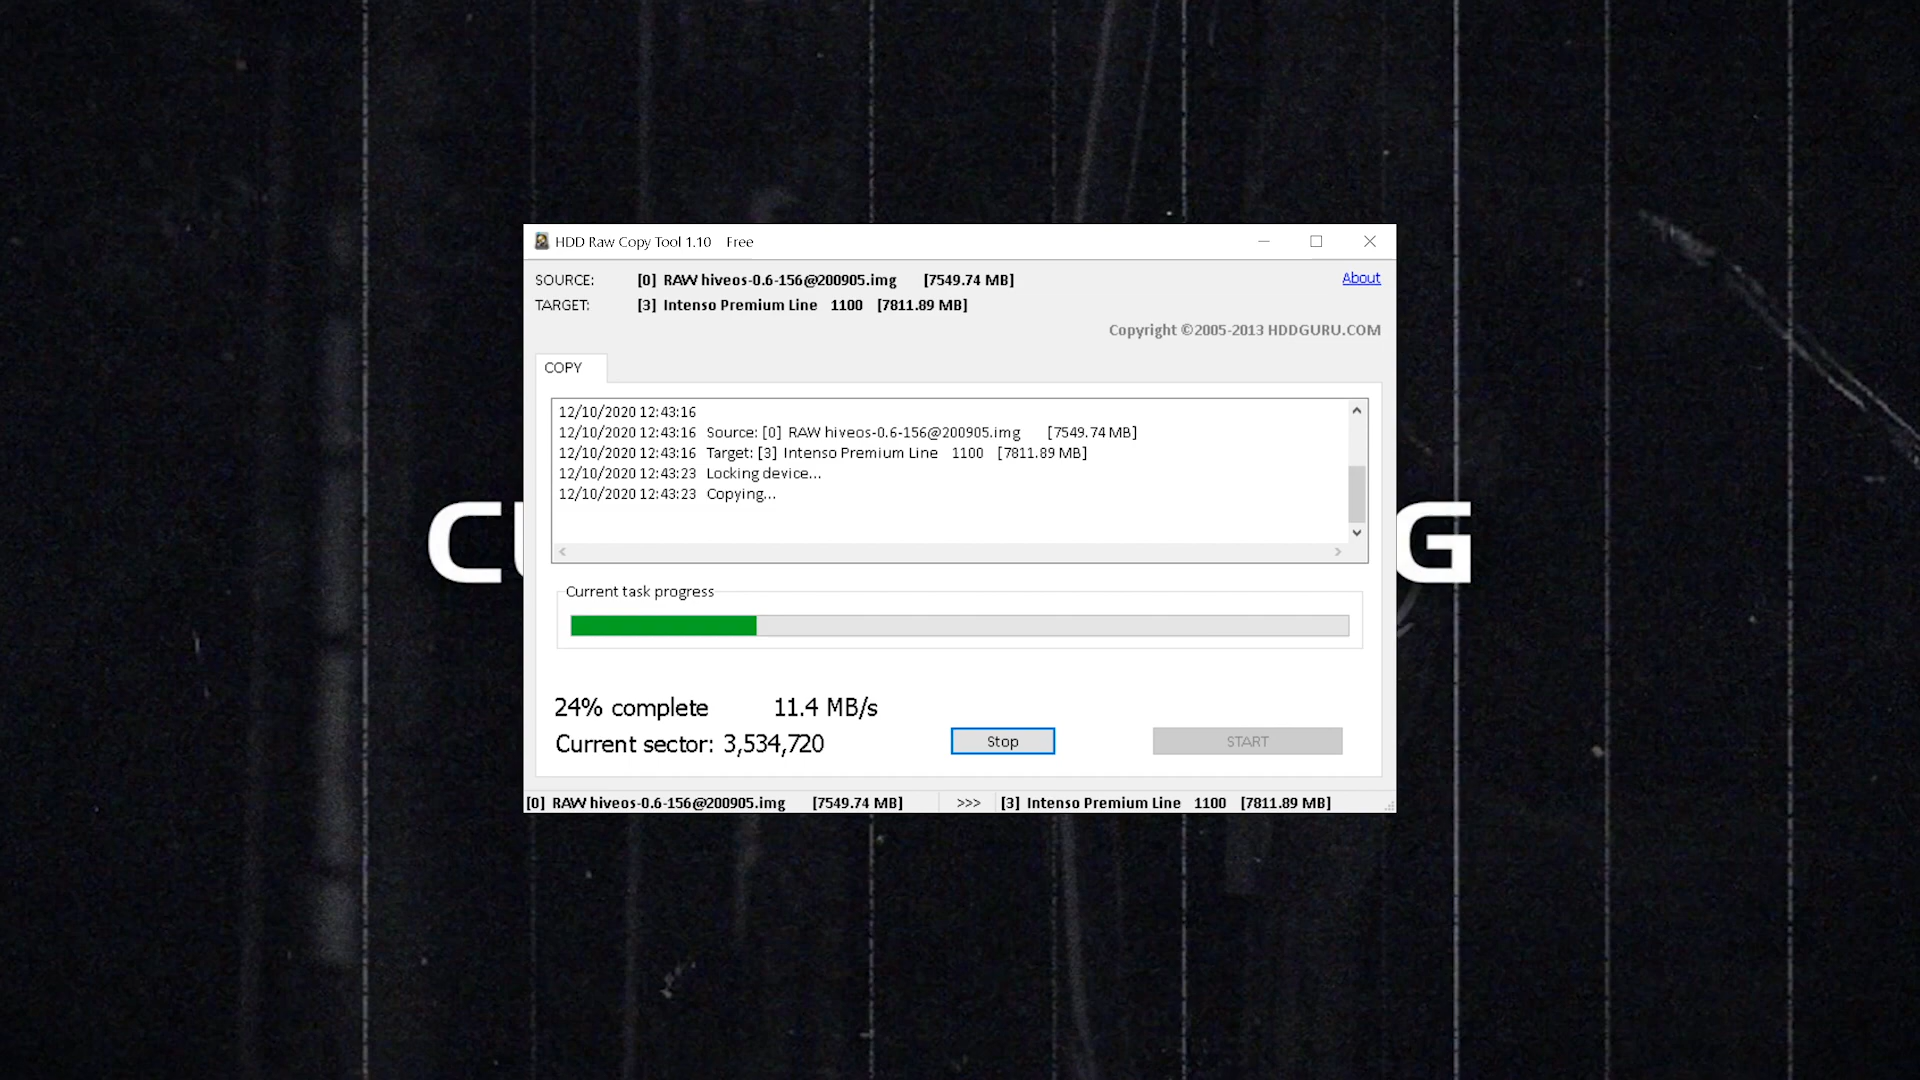 HDD Raw Copy Tool 1.10 Free
SOURCE: [0] RAW hiveos-0.6-156@200905.img [7549.74 MB]
About
TARGET: [3] Intenso Premium Line 1100 [7811.89 MB]
Copyright ©2005-2013 HDDGURU.COM
COPY
12/10/2020 12:43:16
12/10/2020 12:43:16 Source: [0] RAW hiveos-0.6-156@200905.img [7549.74 MB]
12/10/2020 12:43:16 Target: [3] Intenso Premium Line 1100 [7811.89 MB]
12/10/2020 12:43:23 Locking device...
12/10/2020 12:43:23 Copying...
Current task progress
24% complete 11.4 MB/s
Current sector: 3,534,720
Stop
START
[0] RAW hiveos-0.6-156@200905.img [7549.74 MB] >>> [3] Intenso Premium Line 1100 [7811.89 MB]